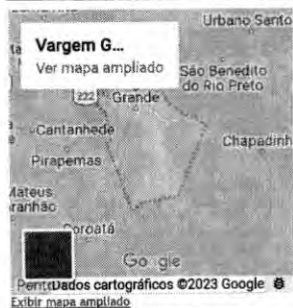 Urbano Santo
Vargem G...
Ver mapa ampliado
São Benedito
do Rio Preto
222
Grande
Cantanhede
Chapadinh
Pirapemas
Mateus
aranhão
Coroatá
Google
Dados cartográficos ©2023 Google
Exibir mapa ampliado